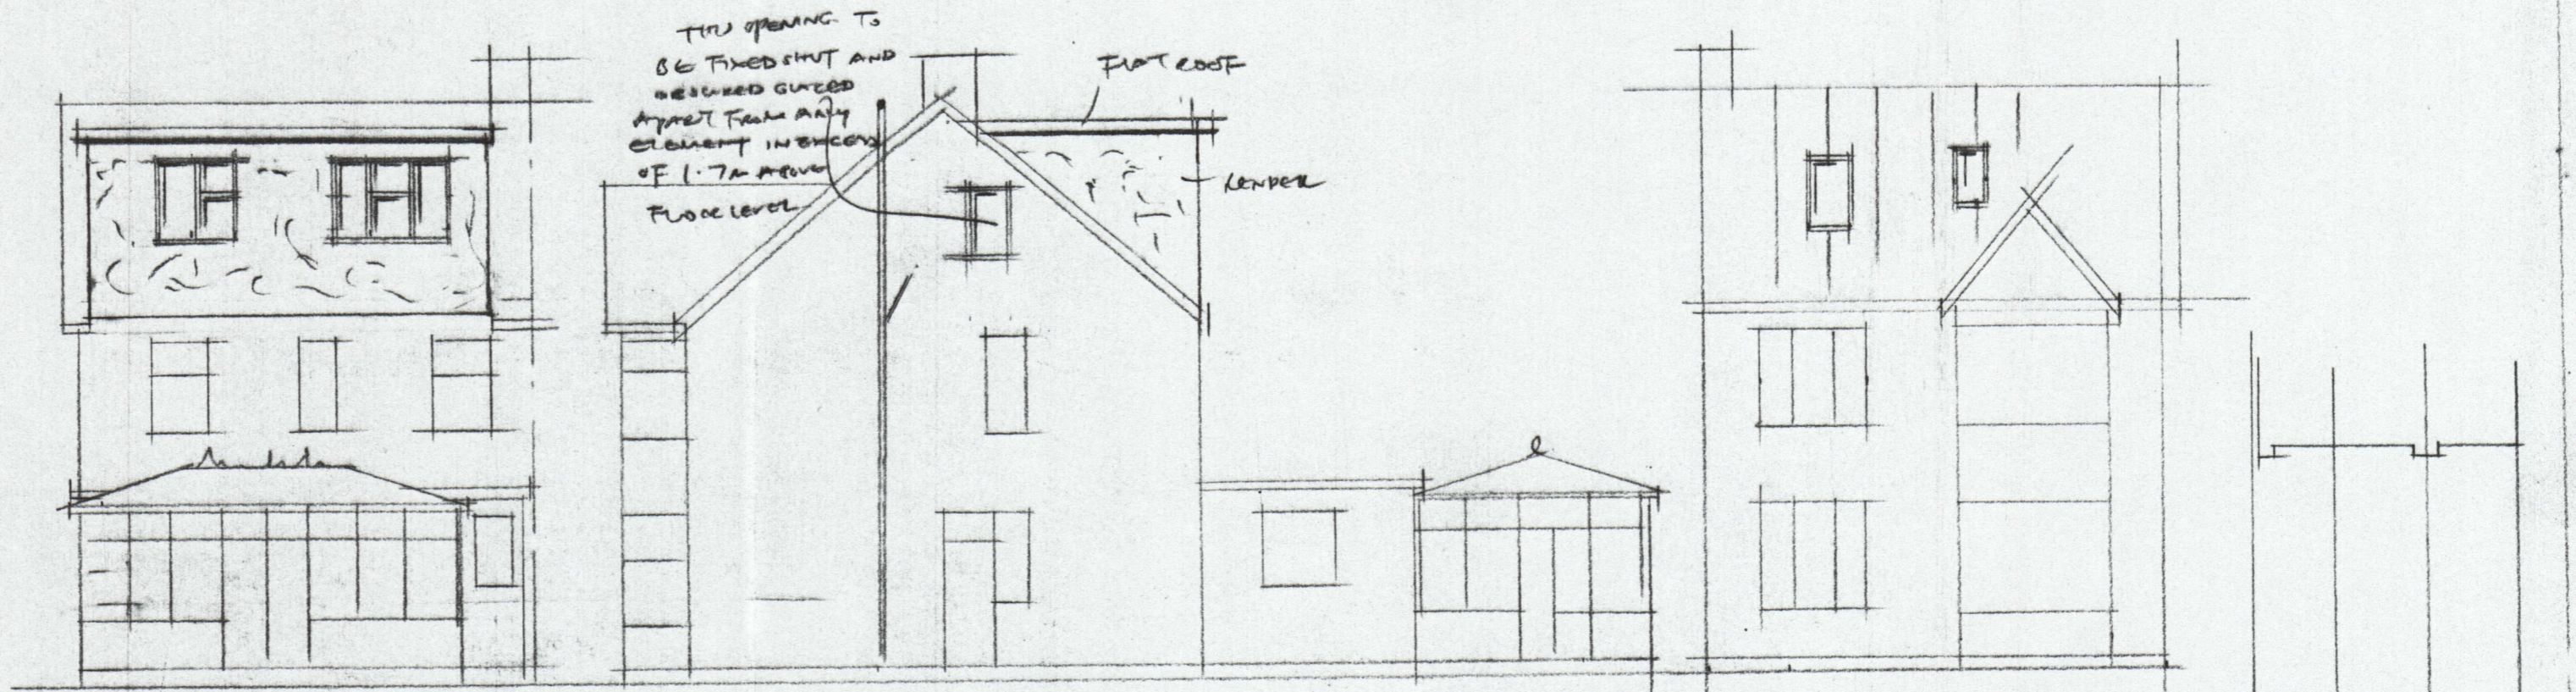 THIS OPENING TO
BE FIXED SHUT AND
OBSCURED GLAZED
APART FROM ANY
ELEMENT IN EXCESS
OF 1.7M ABOVE
FLOOR LEVEL
FLAT ROOF
RENDER